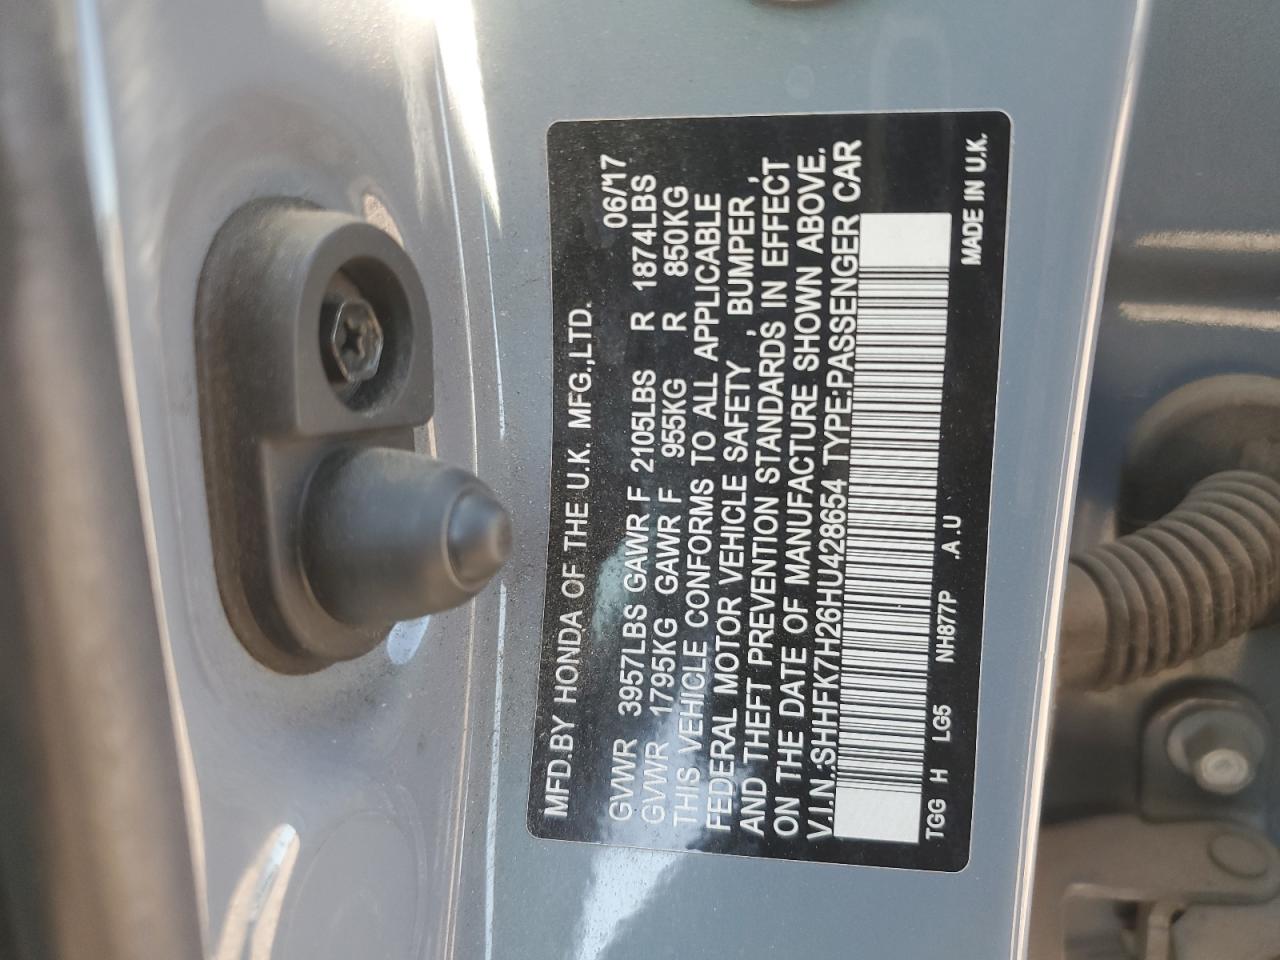 MFD.BY HONDA OF THE U.K. MFG.,LTD. 06/17
GVWR 3957LBS GAWR F 2105LBS R 1874LBS
GVWR 1795KG GAWR F 955KG R 850KG
THIS VEHICLE CONFORMS TO ALL APPLICABLE
FEDERAL MOTOR VEHICLE SAFETY , BUMPER ,
AND THEFT PREVENTION STANDARDS IN EFFECT
ON THE DATE OF MANUFACTURE SHOWN ABOVE.
V.I.N.:SHHFK7H26HU428654 TYPE:PASSENGER CAR
TGG H LG5 NH877P .A.U MADE IN U.K.